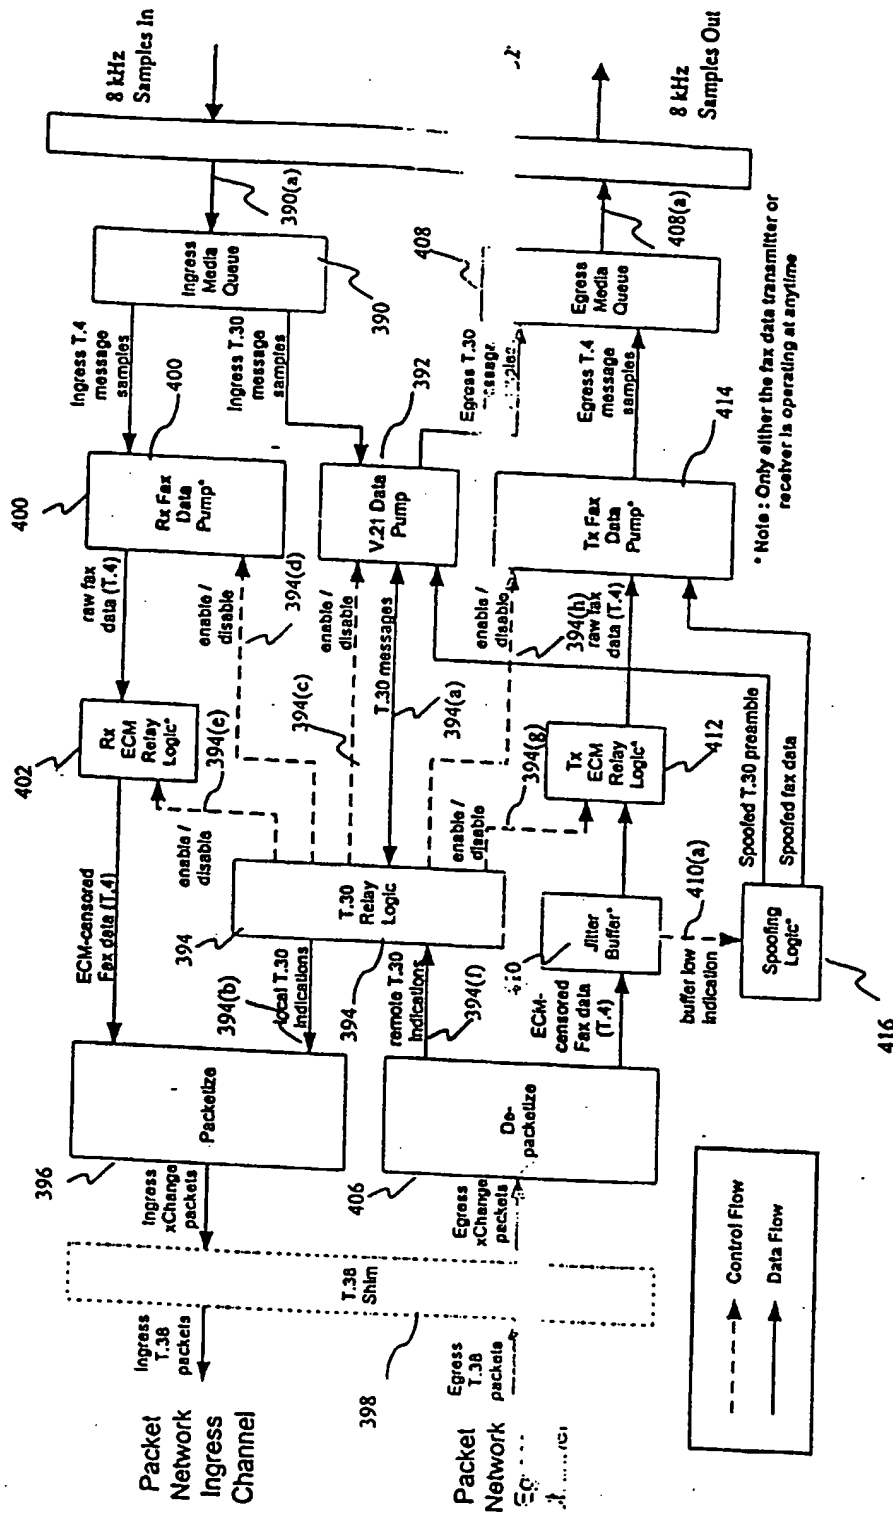 8 kHz
Samples In
390(a)
Ingress
Media
Queue
390
Ingress T.4
message
samples
Ingress T.30
message
samples
400
400
Rx Fax
Data
Pump*
raw fax
data (T.4)
enable /
disable
394(d)
402
Rx
ECM
Relay
Logic*
394(e)
enable /
disable
ECM-censored
Fax data (T.4)
396
Packetize
Ingress
xChange
packets
Ingress
T.38
packets
Packet
Network
Ingress
Channel
T.38
Shim
398
394(b)
local T.30
indications
394
T.30
Relay
Logic
394
394(c)
enable /
disable
T.30 messages
394(a)
392
V.21 Data
Pump
408
Egress T.30
message
8 kHz
Samples Out
408(a)
Egress
Media
Queue
Egress T.4
message
samples
414
Tx Fax
Data
Pump*
enable /
disable
394(h)
raw fax
data (T.4)
enable /
disable
394(g)
Tx
ECM
Relay
Logic*
412
remote T.30
indications
394(f)
Jitter
Buffer*
ECM-
censored
Fax data
(T.4)
406
De-
packetize
Egress
xChange
packets
Egress
T.38
packets
Packet
Network
buffer low
indication
410(a)
Spoofing
Logic*
416
Spoofed T.30 preamble
Spoofed fax data
* Note : Only either the fax data transmitter or
receiver is operating at anytime
Control Flow
Data Flow